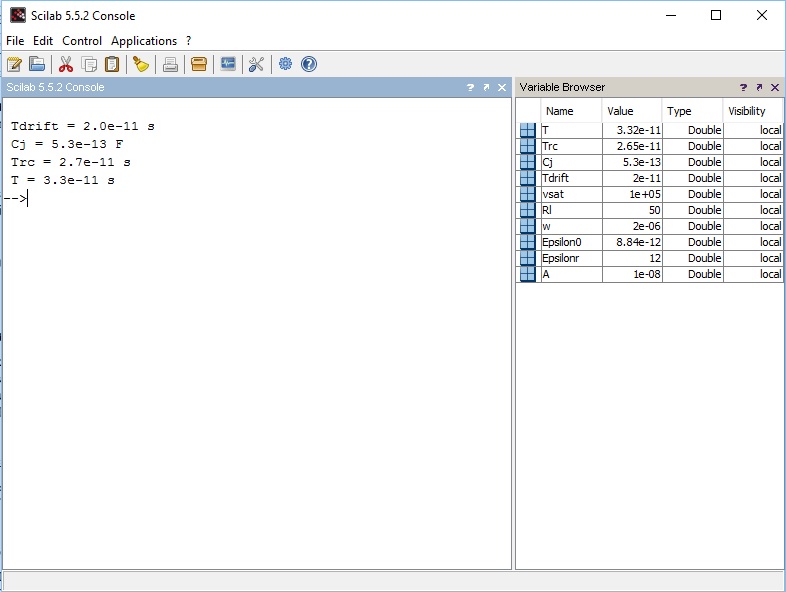 Scilab 5.5.2 Console
File Edit Control Applications ?
Scilab 5.5.2 Console ?
Tdrift = 2.0e-11 s
Cj = 5.3e-13 F
Trc = 2.7e-11 s
T = 3.3e-11 s
-->
Variable Browser ?
Name Value Type Visibility
T 3.32e-11 Double local
Trc 2.65e-11 Double local
Cj 5.3e-13 Double local
Tdrift 2e-11 Double local
vsat 1e+05 Double local
Rl 50 Double local
w 2e-06 Double local
Epsilon0 8.84e-12 Double local
Epsilonr 12 Double local
A 1e-08 Double local